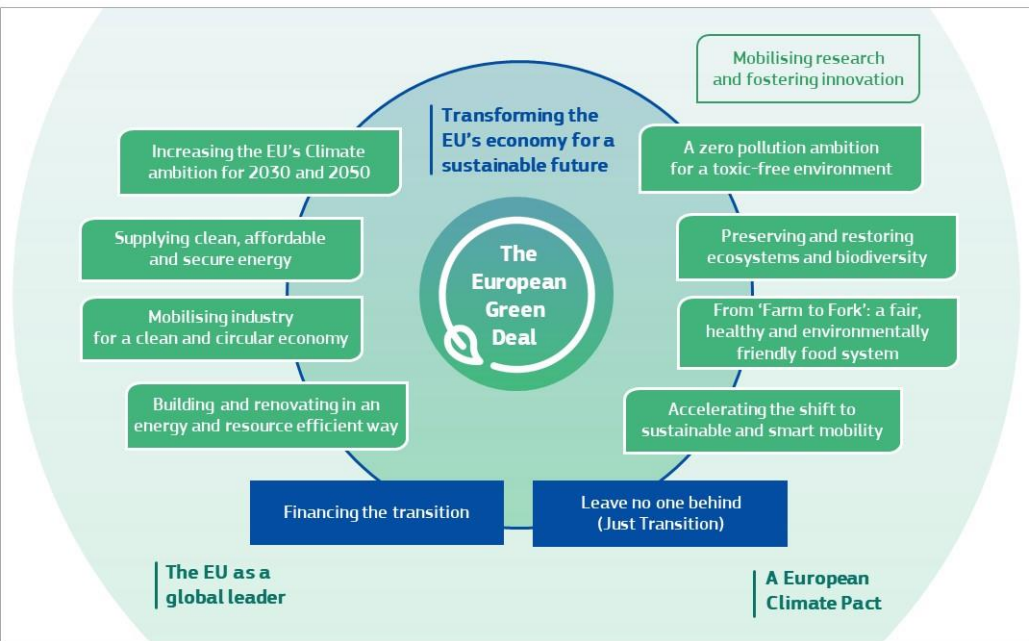 Mobilising research
and fostering innovation
Transforming the
EU's economy for a
sustainable future
Increasing the EU's Climate
ambition for 2030 and 2050
A zero pollution ambition
for a toxic-free environment
Supplying clean, affordable
and secure energy
Preserving and restoring
ecosystems and biodiversity
The
European
Green
Deal
Mobilising industry
for a clean and circular economy
From ‘Farm to Fork’: a fair,
healthy and environmentally
friendly food system
Building and renovating in an
energy and resource efficient way
Accelerating the shift to
sustainable and smart mobility
Financing the transition
Leave no one behind
(Just Transition)
The EU as a
global leader
A European
Climate Pact